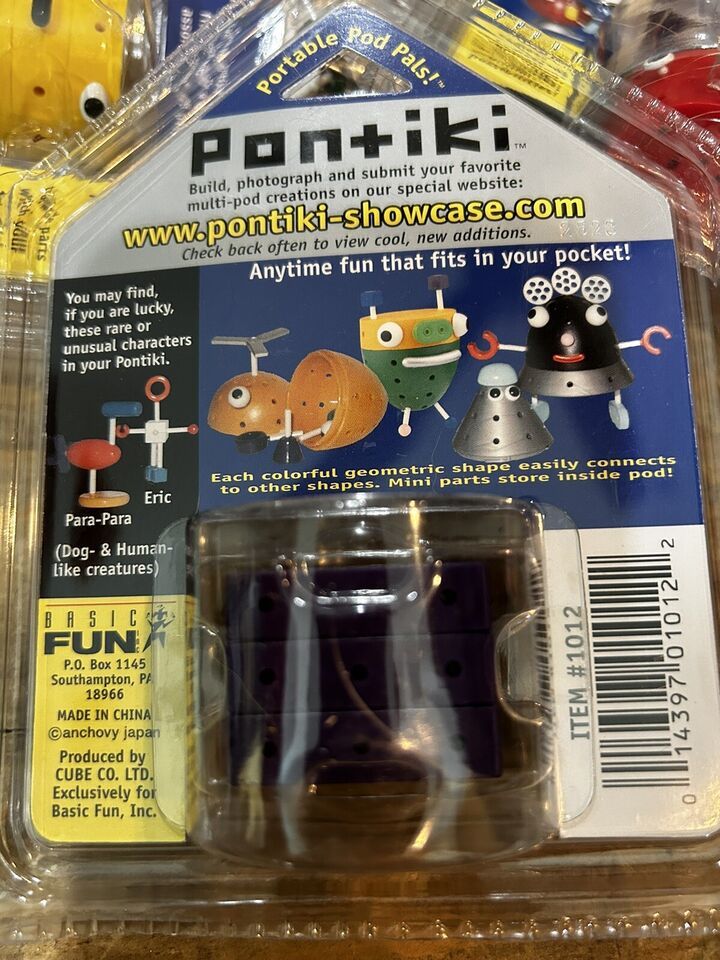 Portable Rod Pals!™
Pontiki™
Build, photograph and submit your favorite
multi-pod creations on our special website:
www.pontiki-showcase.com
Check back often to view cool, new additions.
Anytime fun that fits in your pocket!
You may find,
if you are lucky,
these rare or
unusual characters
in your Pontiki.
Para-Para
Eric
(Dog- & Human-
like creatures)
Each colorful geometric shape easily connects
to other shapes. Mini parts store inside pod!
BASIC
FUN
P.O. Box 1145
Southampton, PA
18966
MADE IN CHINA
©anchovy japan
Produced by
CUBE CO. LTD.
Exclusively for
Basic Fun, Inc.
ITEM #1012
0 14397 01012 2